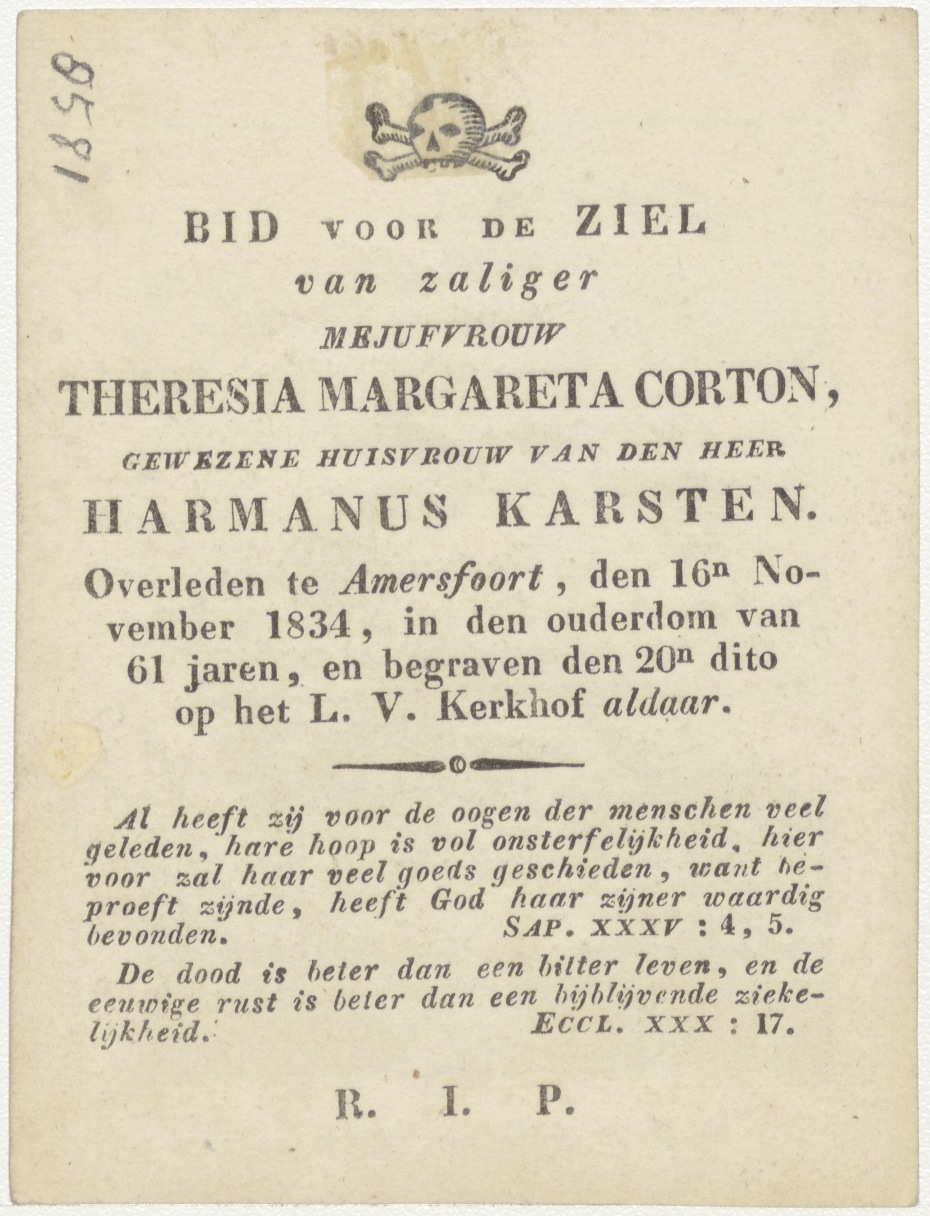 1858
BID VOOR DE ZIEL
van zaliger
MEJUFVROUW
THERESIA MARGARETA CORTON,
GEWEZENE HUISVROUW VAN DEN HEER
HARMANUS KARSTEN.
Overleden te Amersfoort, den 16n No-
vember 1834, in den ouderdom van
61 jaren, en begraven den 20n dito
op het L. V. Kerkhof aldaar.
Al heeft zij voor de oogen der menschen veel
geleden, hare hoop is vol onsterfelijkheid, hier
voor zal haar veel goeds geschieden, want be-
proeft zijnde, heeft God haar zijner waardig
bevonden. SAP. XXXV : 4, 5.
De dood is beter dan een bitter leven, en de
eeuwige rust is beter dan een bijblijvende zieke-
lijkheid. ECCL. XXX : 17.
R. I. P.